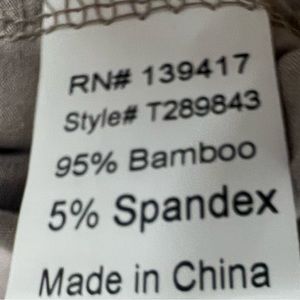 RN# 139417
Style# T289843
95% Bamboo
5% Spandex
Made in China